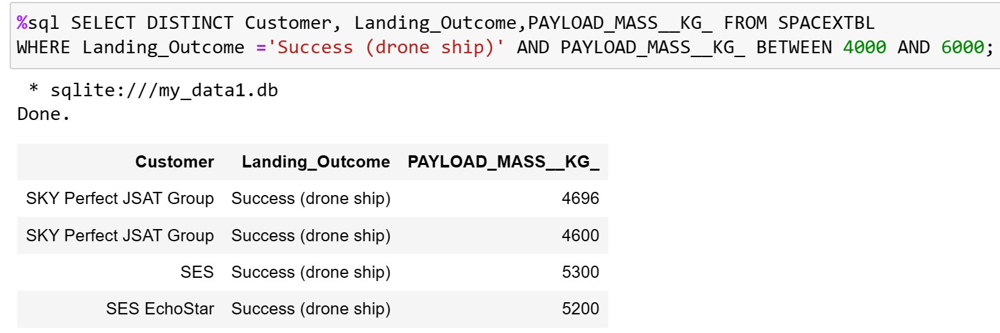 %sql SELECT DISTINCT Customer, Landing_Outcome,PAYLOAD_MASS__KG_ FROM SPACEXTBL
WHERE Landing_Outcome ='Success (drone ship)' AND PAYLOAD_MASS__KG_ BETWEEN 4000 AND 6000;
* sqlite:///my_data1.db
Done.
Customer Landing_Outcome PAYLOAD_MASS__KG_
SKY Perfect JSAT Group Success (drone ship) 4696
SKY Perfect JSAT Group Success (drone ship) 4600
SES Success (drone ship) 5300
SES EchoStar Success (drone ship) 5200